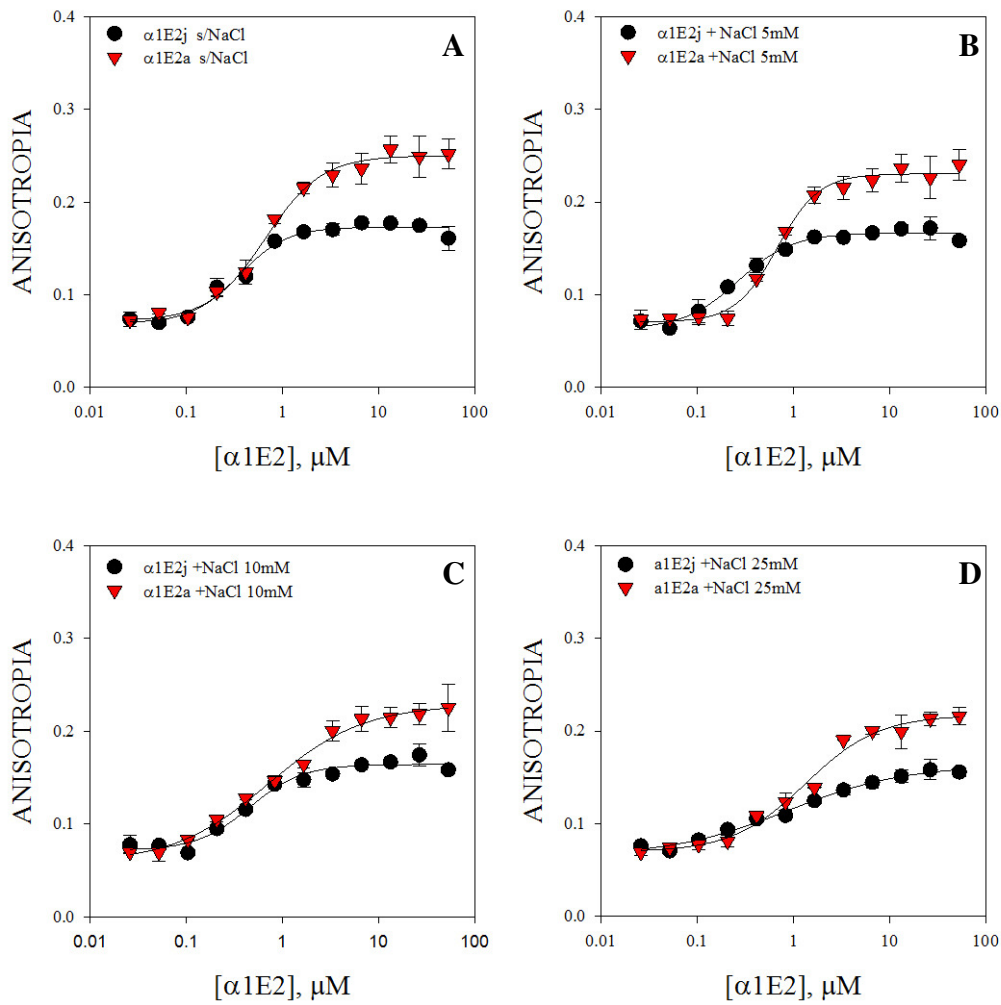 α1E2j s/NaCl
α1E2a s/NaCl
A
ANISOTROPIA
0.4
0.3
0.2
0.1
0.0
0.01 0.1 1 10 100
[α1E2], μM
α1E2j + NaCl 5mM
α1E2a +NaCl 5mM
B
ANISOTROPIA
0.4
0.3
0.2
0.1
0.0
0.01 0.1 1 10 100
[α1E2], μM
α1E2j +NaCl 10mM
α1E2a +NaCl 10mM
C
ANISOTROPIA
0.4
0.3
0.2
0.1
0.0
0.01 0.1 1 10 100
[α1E2], μM
a1E2j +NaCl 25mM
a1E2a +NaCl 25mM
D
ANISOTROPIA
0.4
0.3
0.2
0.1
0.0
0.01 0.1 1 10 100
[α1E2], μM